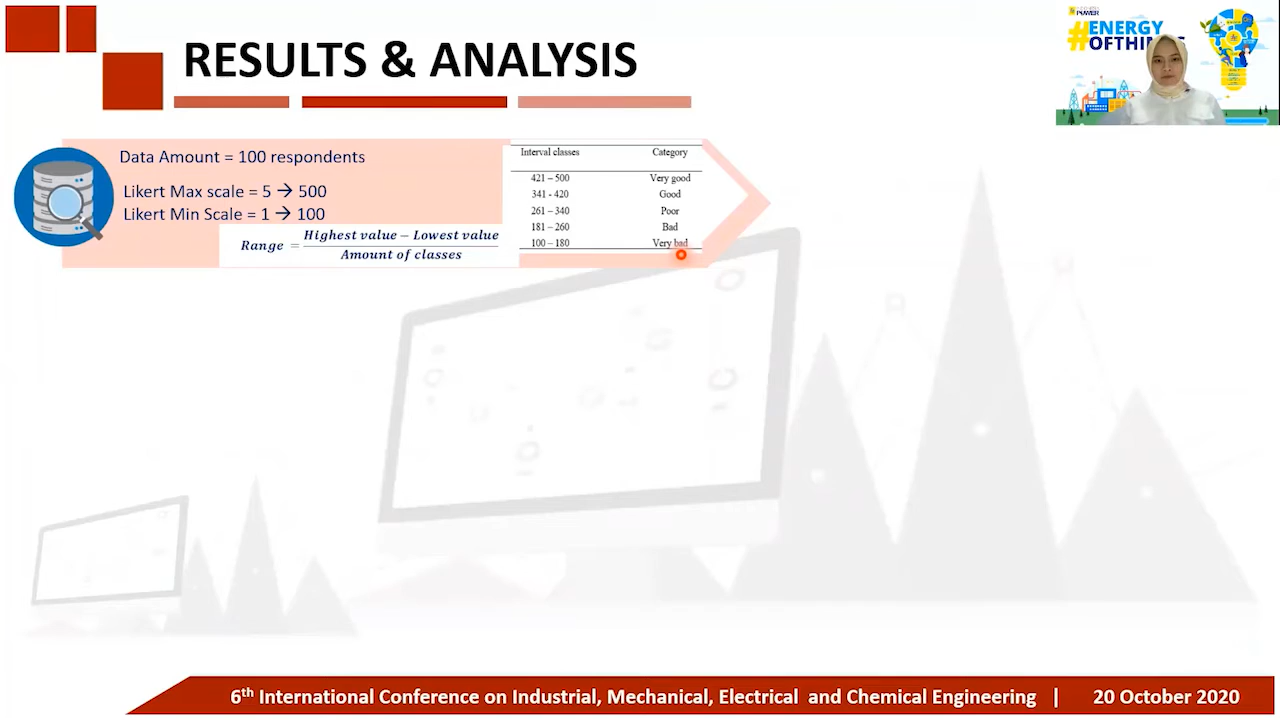 RESULTS & ANALYSIS
#ENERGY
Data Amount = 100 respondents
Likert Max scale = 5 → 500
Likert Min Scale = 1 → 100
Range = Highest value − Lowest value
Amount of classes
Interval classes Category
421 – 500 Very good
341 - 420 Good
261 – 340 Poor
181 – 260 Bad
100 – 180 Very bad
6th International Conference on Industrial, Mechanical, Electrical and Chemical Engineering | 20 October 2020